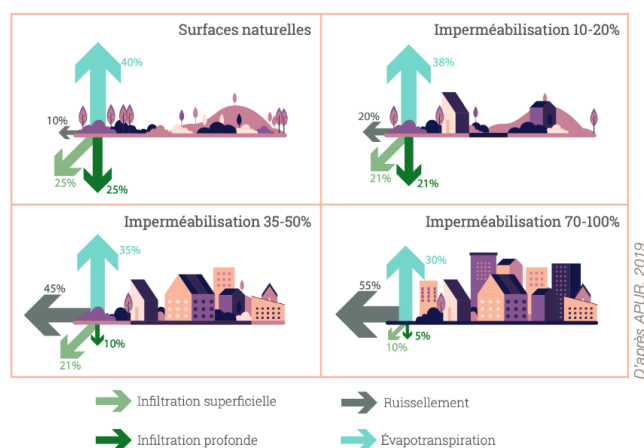 Surfaces naturelles
40%
10%
25%
25%
Imperméabilisation 10-20%
38%
20%
21%
21%
Imperméabilisation 35-50%
35%
45%
10%
21%
Imperméabilisation 70-100%
30%
55%
5%
10%
D'après APUR, 2019
Infiltration superficielle
Ruissellement
Infiltration profonde
Évapotranspiration